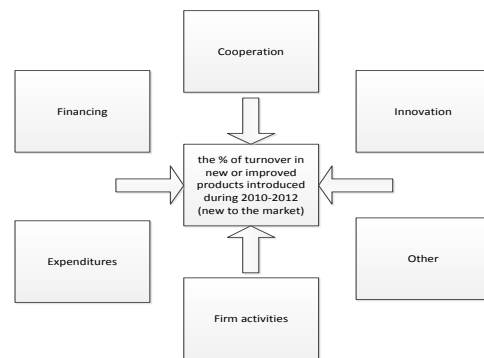 Cooperation
Financing
Innovation
the % of turnover in
new or improved
products introduced
during 2010-2012
(new to the market)
Expenditures
Other
Firm activities